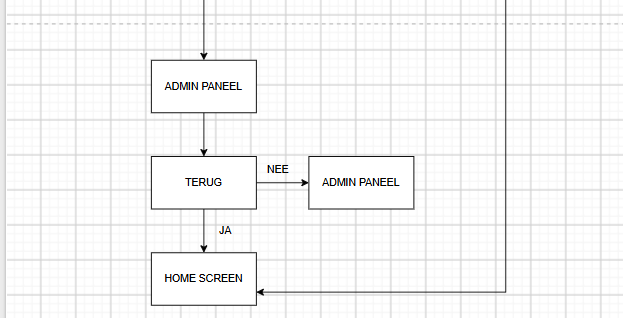 ADMIN PANEEL
TERUG
NEE
ADMIN PANEEL
JA
HOME SCREEN